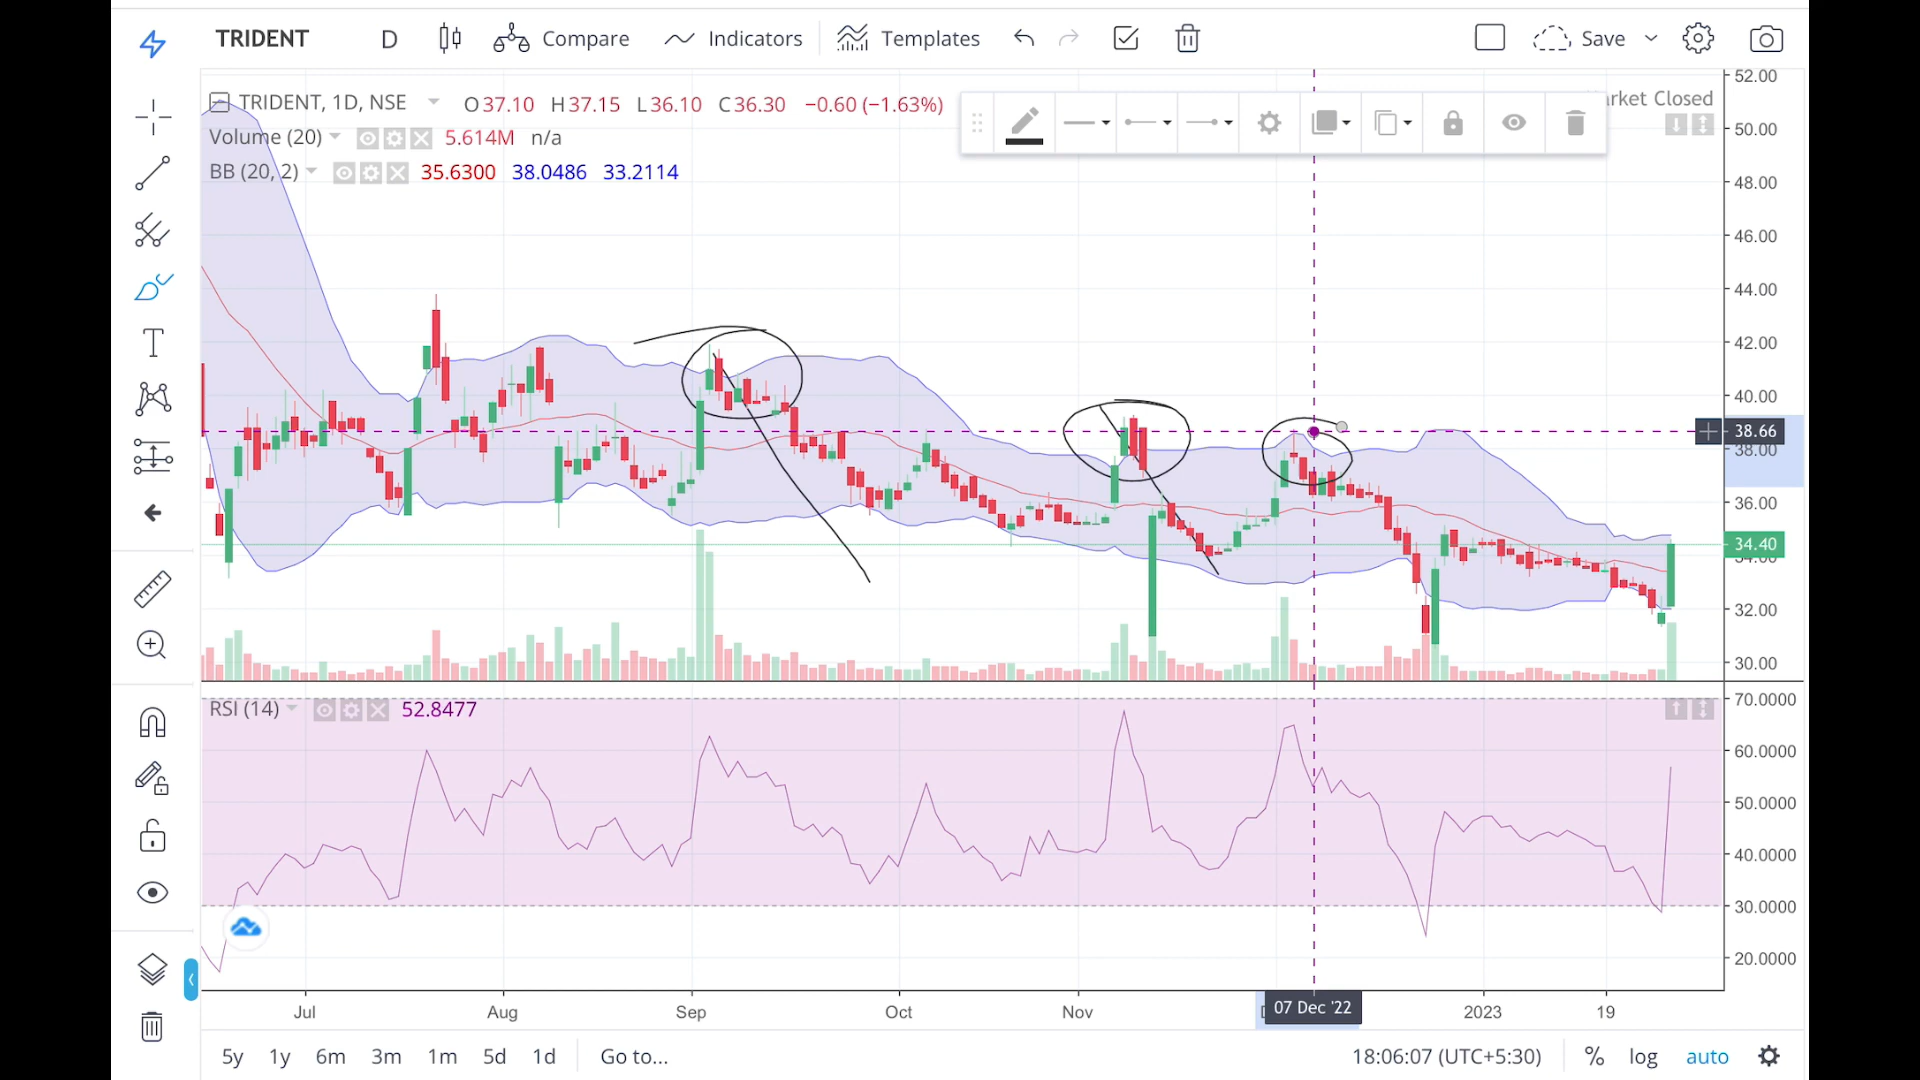 TRIDENT D Compare Indicators Templates Save
TRIDENT, 1D, NSE O37.10 H37.15 L36.10 C36.30 −0.60 (−1.63%)
rket Closed
Volume (20) 5.614M n/a
BB (20, 2) 35.6300 38.0486 33.2114
52.00
50.00
48.00
46.00
44.00
42.00
40.00
38.66
38.00
36.00
34.40
34.00
32.00
30.00
RSI (14) 52.8477
70.0000
60.0000
50.0000
40.0000
30.0000
20.0000
Jul Aug Sep Oct Nov D 07 Dec '22 2023 19
5y 1y 6m 3m 1m 5d 1d Go to... 18:06:07 (UTC+5:30) % log auto